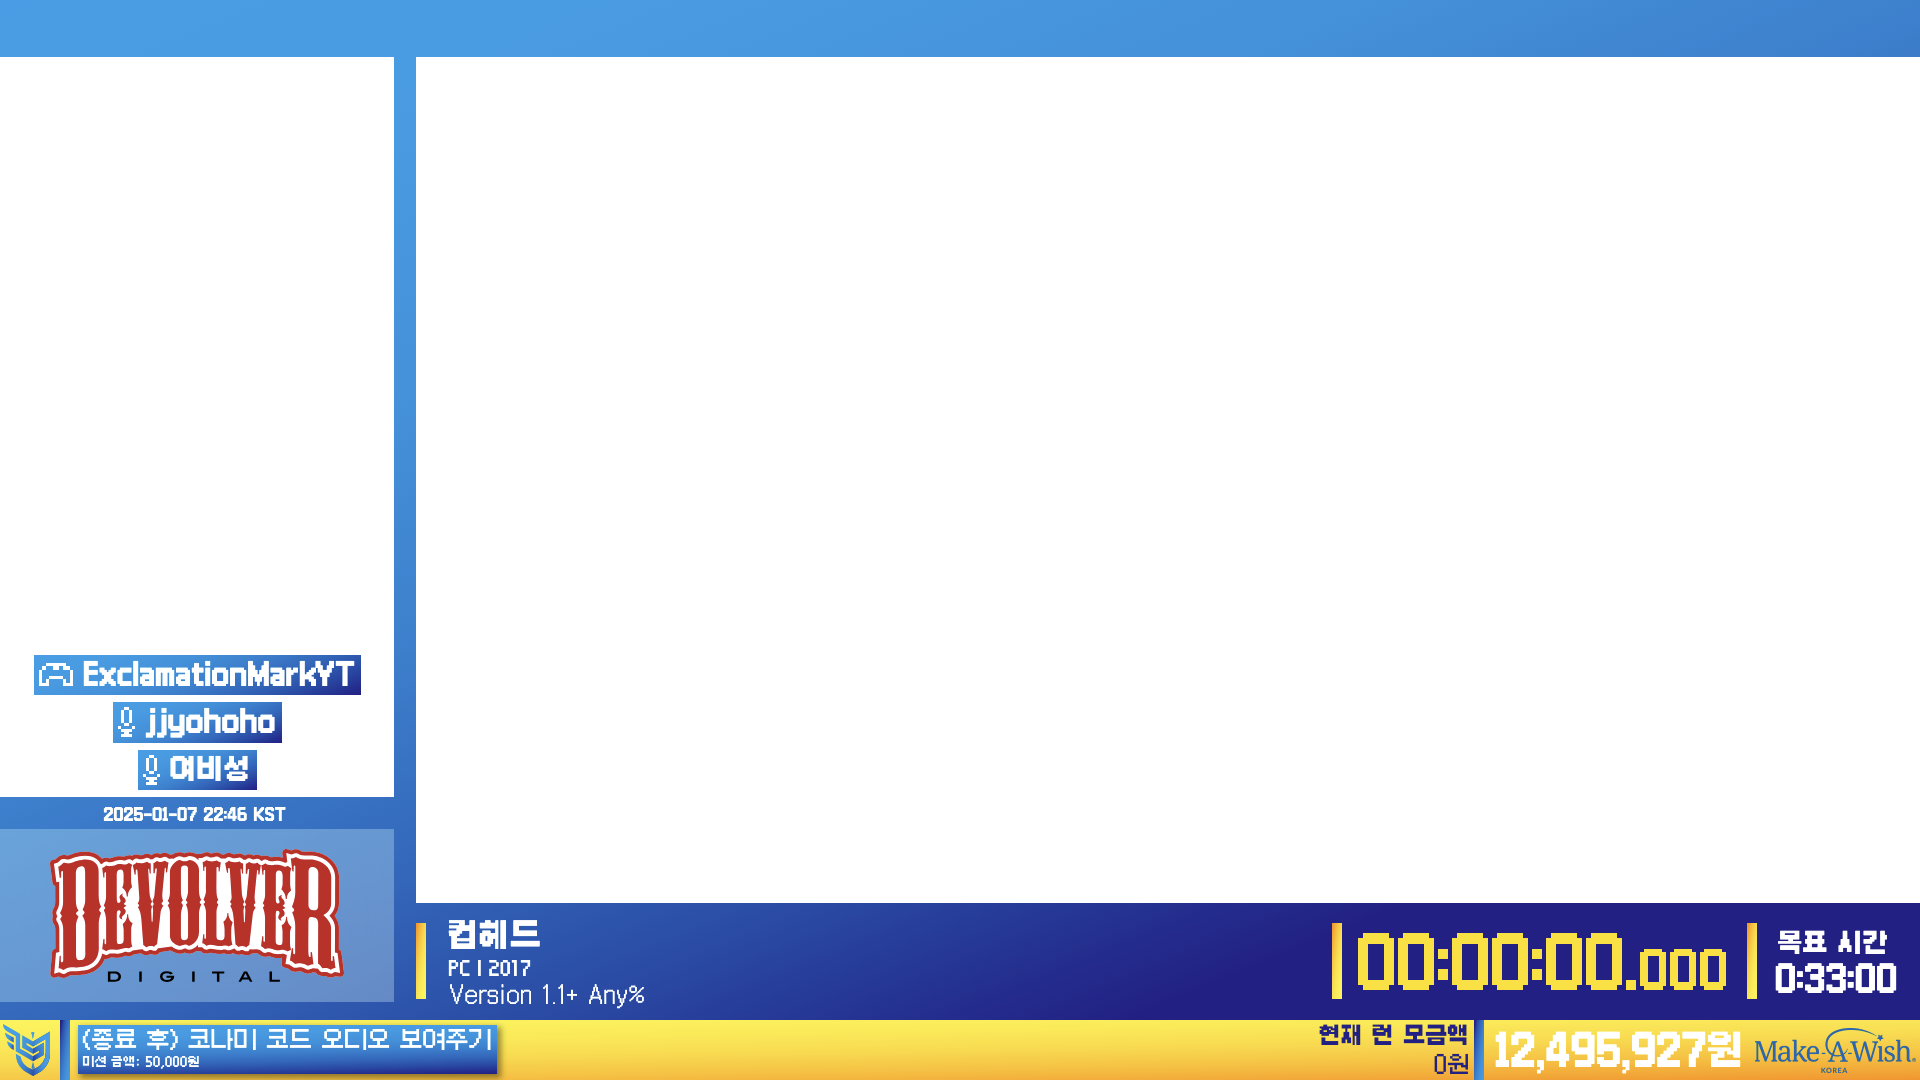 ExclamationMarkYT
jjyohoho
여비성
2025-01-07 22:46 KST
DEVOLVER
DIGITAL
컵헤드
PC | 2017
Version 1.1+ Any%
00:00:00.000
목표 시간
0:33:00
(종료 후) 코나미 코드 오디오 보여주기
미션 금액: 50,000원
현재 런 모금액
0원
12,495,927원
Make-A-Wish®
KOREA